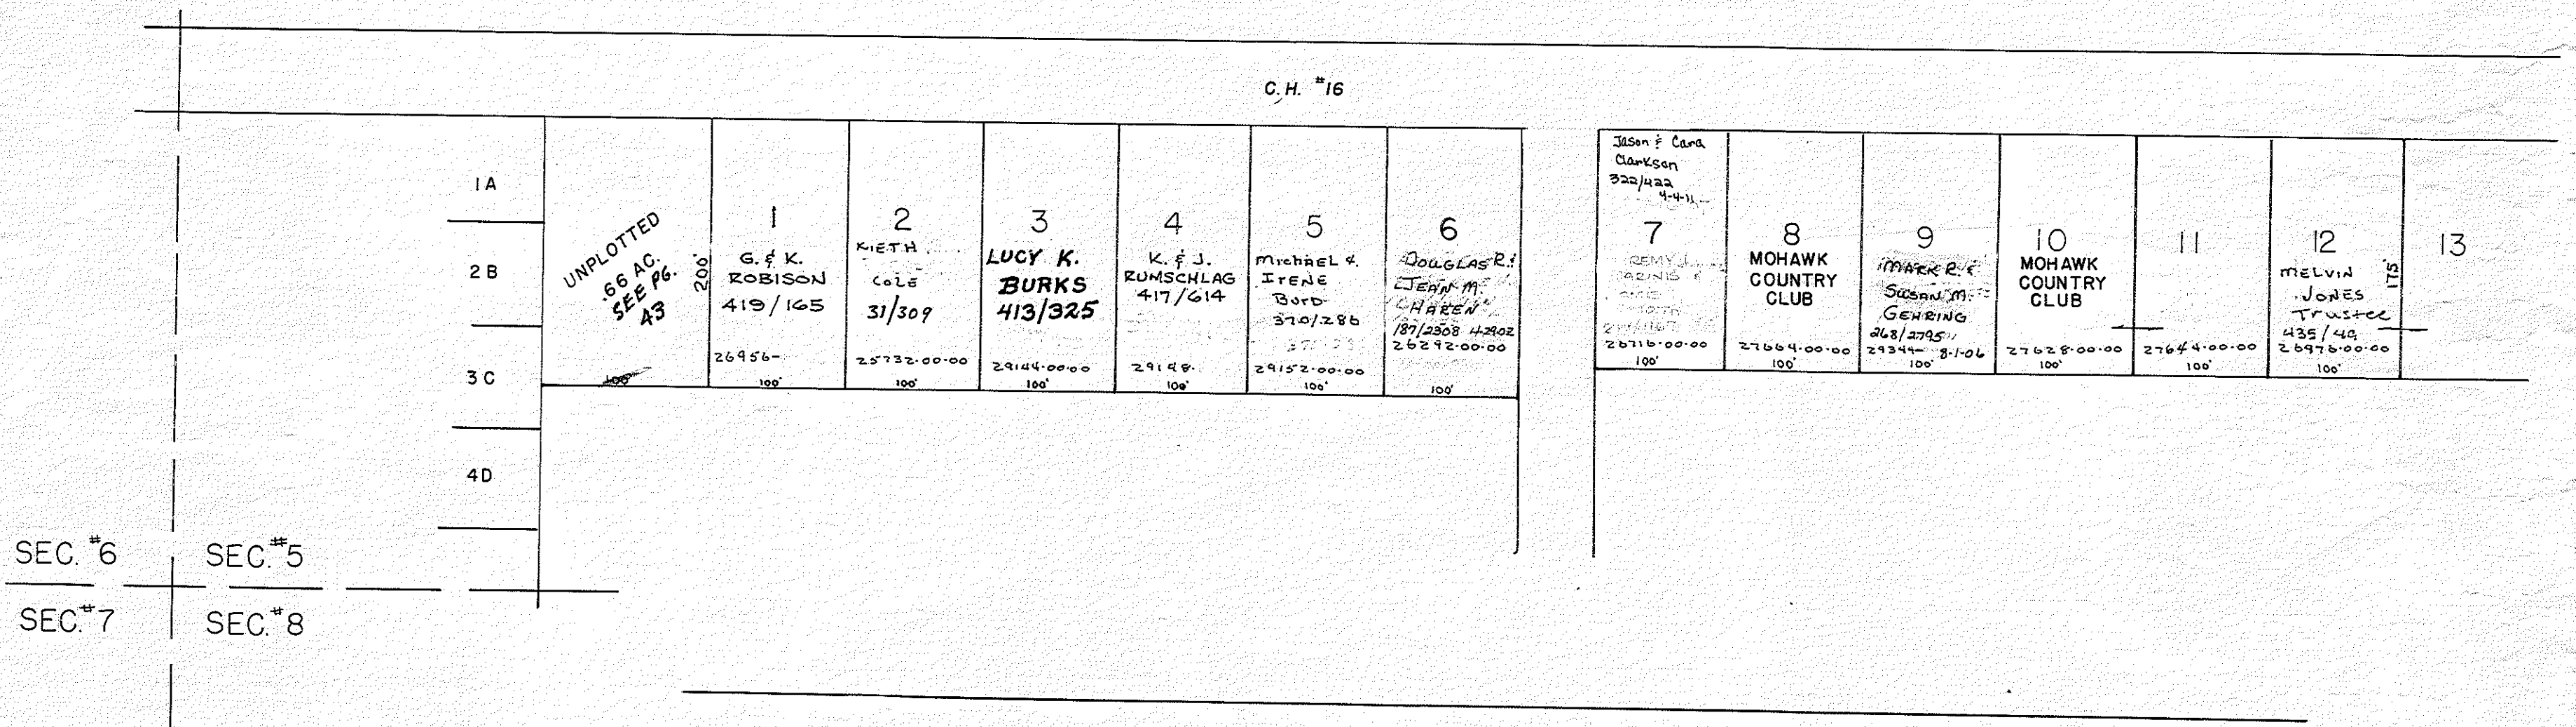 C.H. #16
1A
2B
3C
4D
UNPLOTTED
.66 AC.
SEE PG.
A3
100'
200'
1
G. & K.
ROBISON
419/165
26956-
100'
2
KIETH
COLE
31/309
25732-00-00
100'
3
LUCY K.
BURKS
413/325
29144-00-00
100'
4
K. & J.
RUMSCHLAG
417/614
29148-
100'
5
Michael &
IRENE
BURD
370/286
29152-00-00
100'
6
DOUGLAS R. &
JEAN M.
HAREN
187/2308 42902
26292-00-00
100'
Jason & Cara
Clarkson
322/422
4-4-11
7
26716-00-00
100'
8
MOHAWK
COUNTRY
CLUB
27664-00-00
100'
9
MARK R. &
SUSAN M.
GEHRING
268/2795
29344- 8-1-06
100'
10
MOHAWK
COUNTRY
CLUB
27628-00-00
100'
11
27644-00-00
100'
12
MELVIN
JONES
Trustee
435/49
26976-00-00
100'
175'
13
SEC. #6
SEC. #5
SEC. #7
SEC. #8